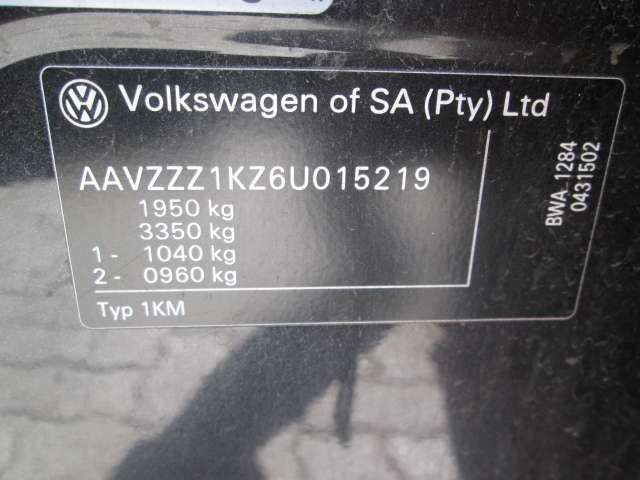 Volkswagen of SA (Pty) Ltd
AAVZZZ1KZ6U015219
1950 kg
3350 kg
1 - 1040 kg
2 - 0960 kg
Typ 1KM
BWA 1284
0431502